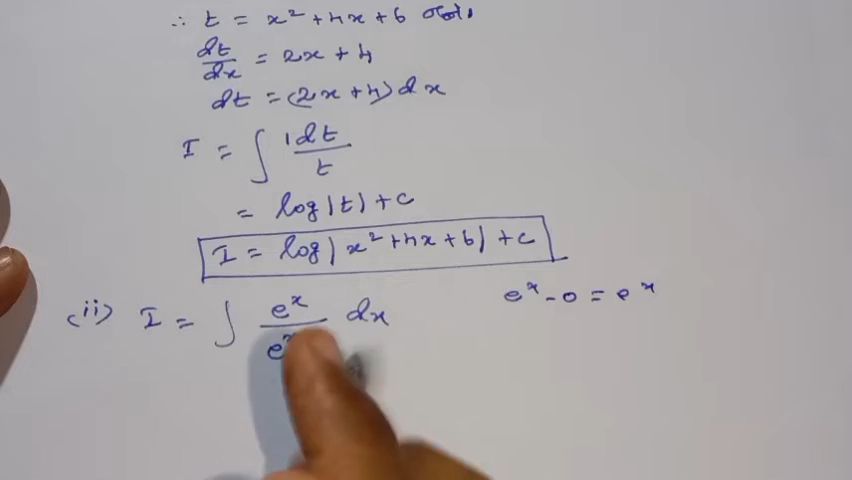 ∴ t = x² + 4x + 6
dt/dx = 2x + 4
dt = (2x + 4) dx
I = ∫ 1dt/t
= log|t| + c
I = log|x² + 4x + 6| + c
(ii) I = ∫ eˣ/eˣ dx
eˣ - 0 = eˣ